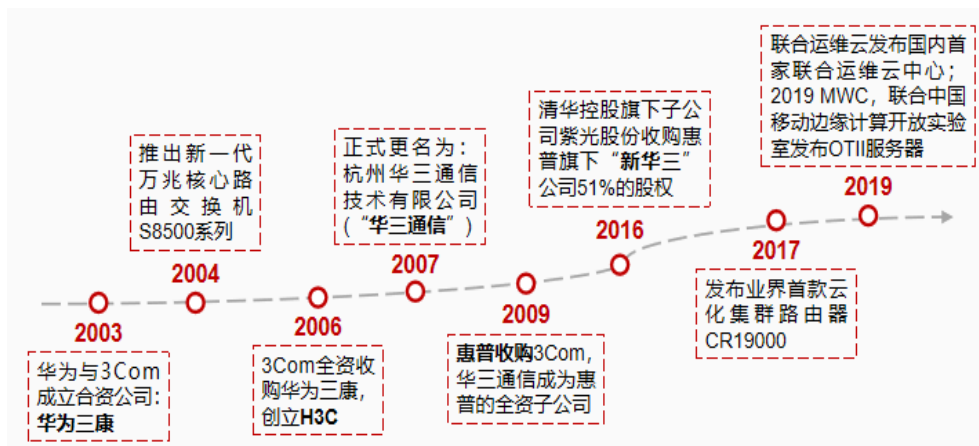 华为与3Com
成立合资公司：
华为三康
2003
推出新一代
万兆核心路
由交换机
S8500系列
2004
3Com全资收
购华为三康，
创立H3C
2006
正式更名为：
杭州华三通信
技术有限公司
(“华三通信”)
2007
惠普收购3Com，
华三通信成为惠
普的全资子公司
2009
清华控股旗下子公
司紫光股份收购惠
普旗下“新华三”
公司51%的股权
2016
发布业界首款云
化集群路由器
CR19000
2017
联合运维云发布国内首
家联合运维云中心；
2019 MWC，联合中国
移动边缘计算开放实验
室发布OTII服务器
2019